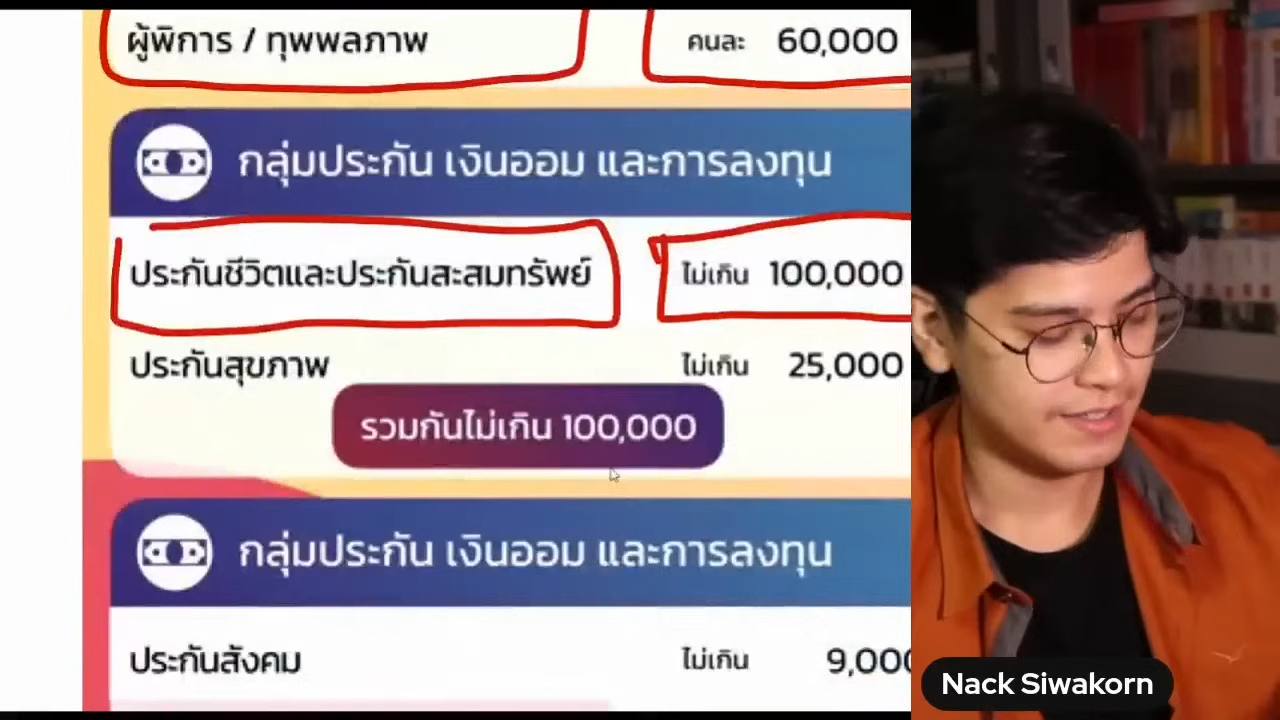 ผู้พิการ / ทุพพลภาพ คนละ 60,000
กลุ่มประกัน เงินออม และการลงทุน
ประกันชีวิตและประกันสะสมทรัพย์ ไม่เกิน 100,000
ประกันสุขภาพ ไม่เกิน 25,000
รวมกันไม่เกิน 100,000
กลุ่มประกัน เงินออม และการลงทุน
ประกันสังคม ไม่เกิน 9,000
Nack Siwakorn